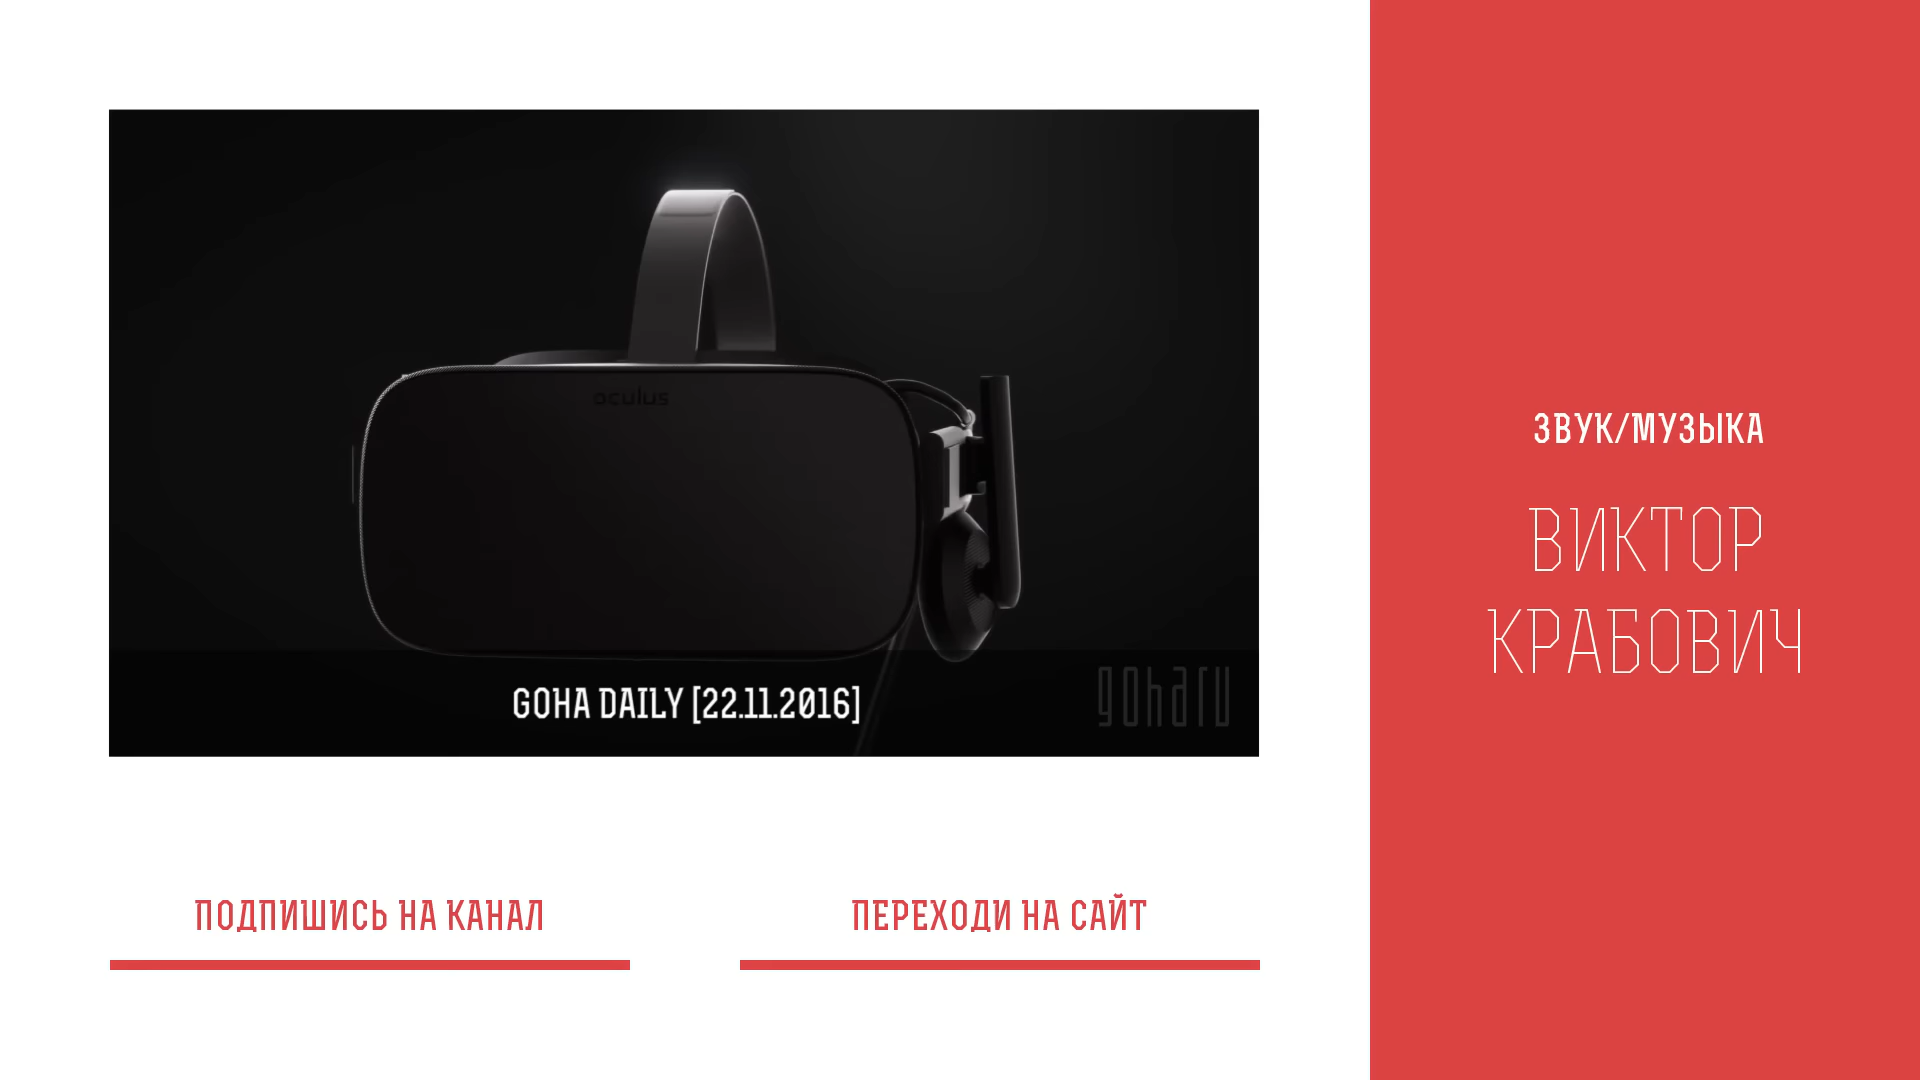 oculus
GOHA DAILY [22.11.2016]
goharu
ПОДПИШИСЬ НА КАНАЛ
ПЕРЕХОДИ НА САЙТ
ЗВУК/МУЗЫКА
ВИКТОР
КРАБОВИЧ